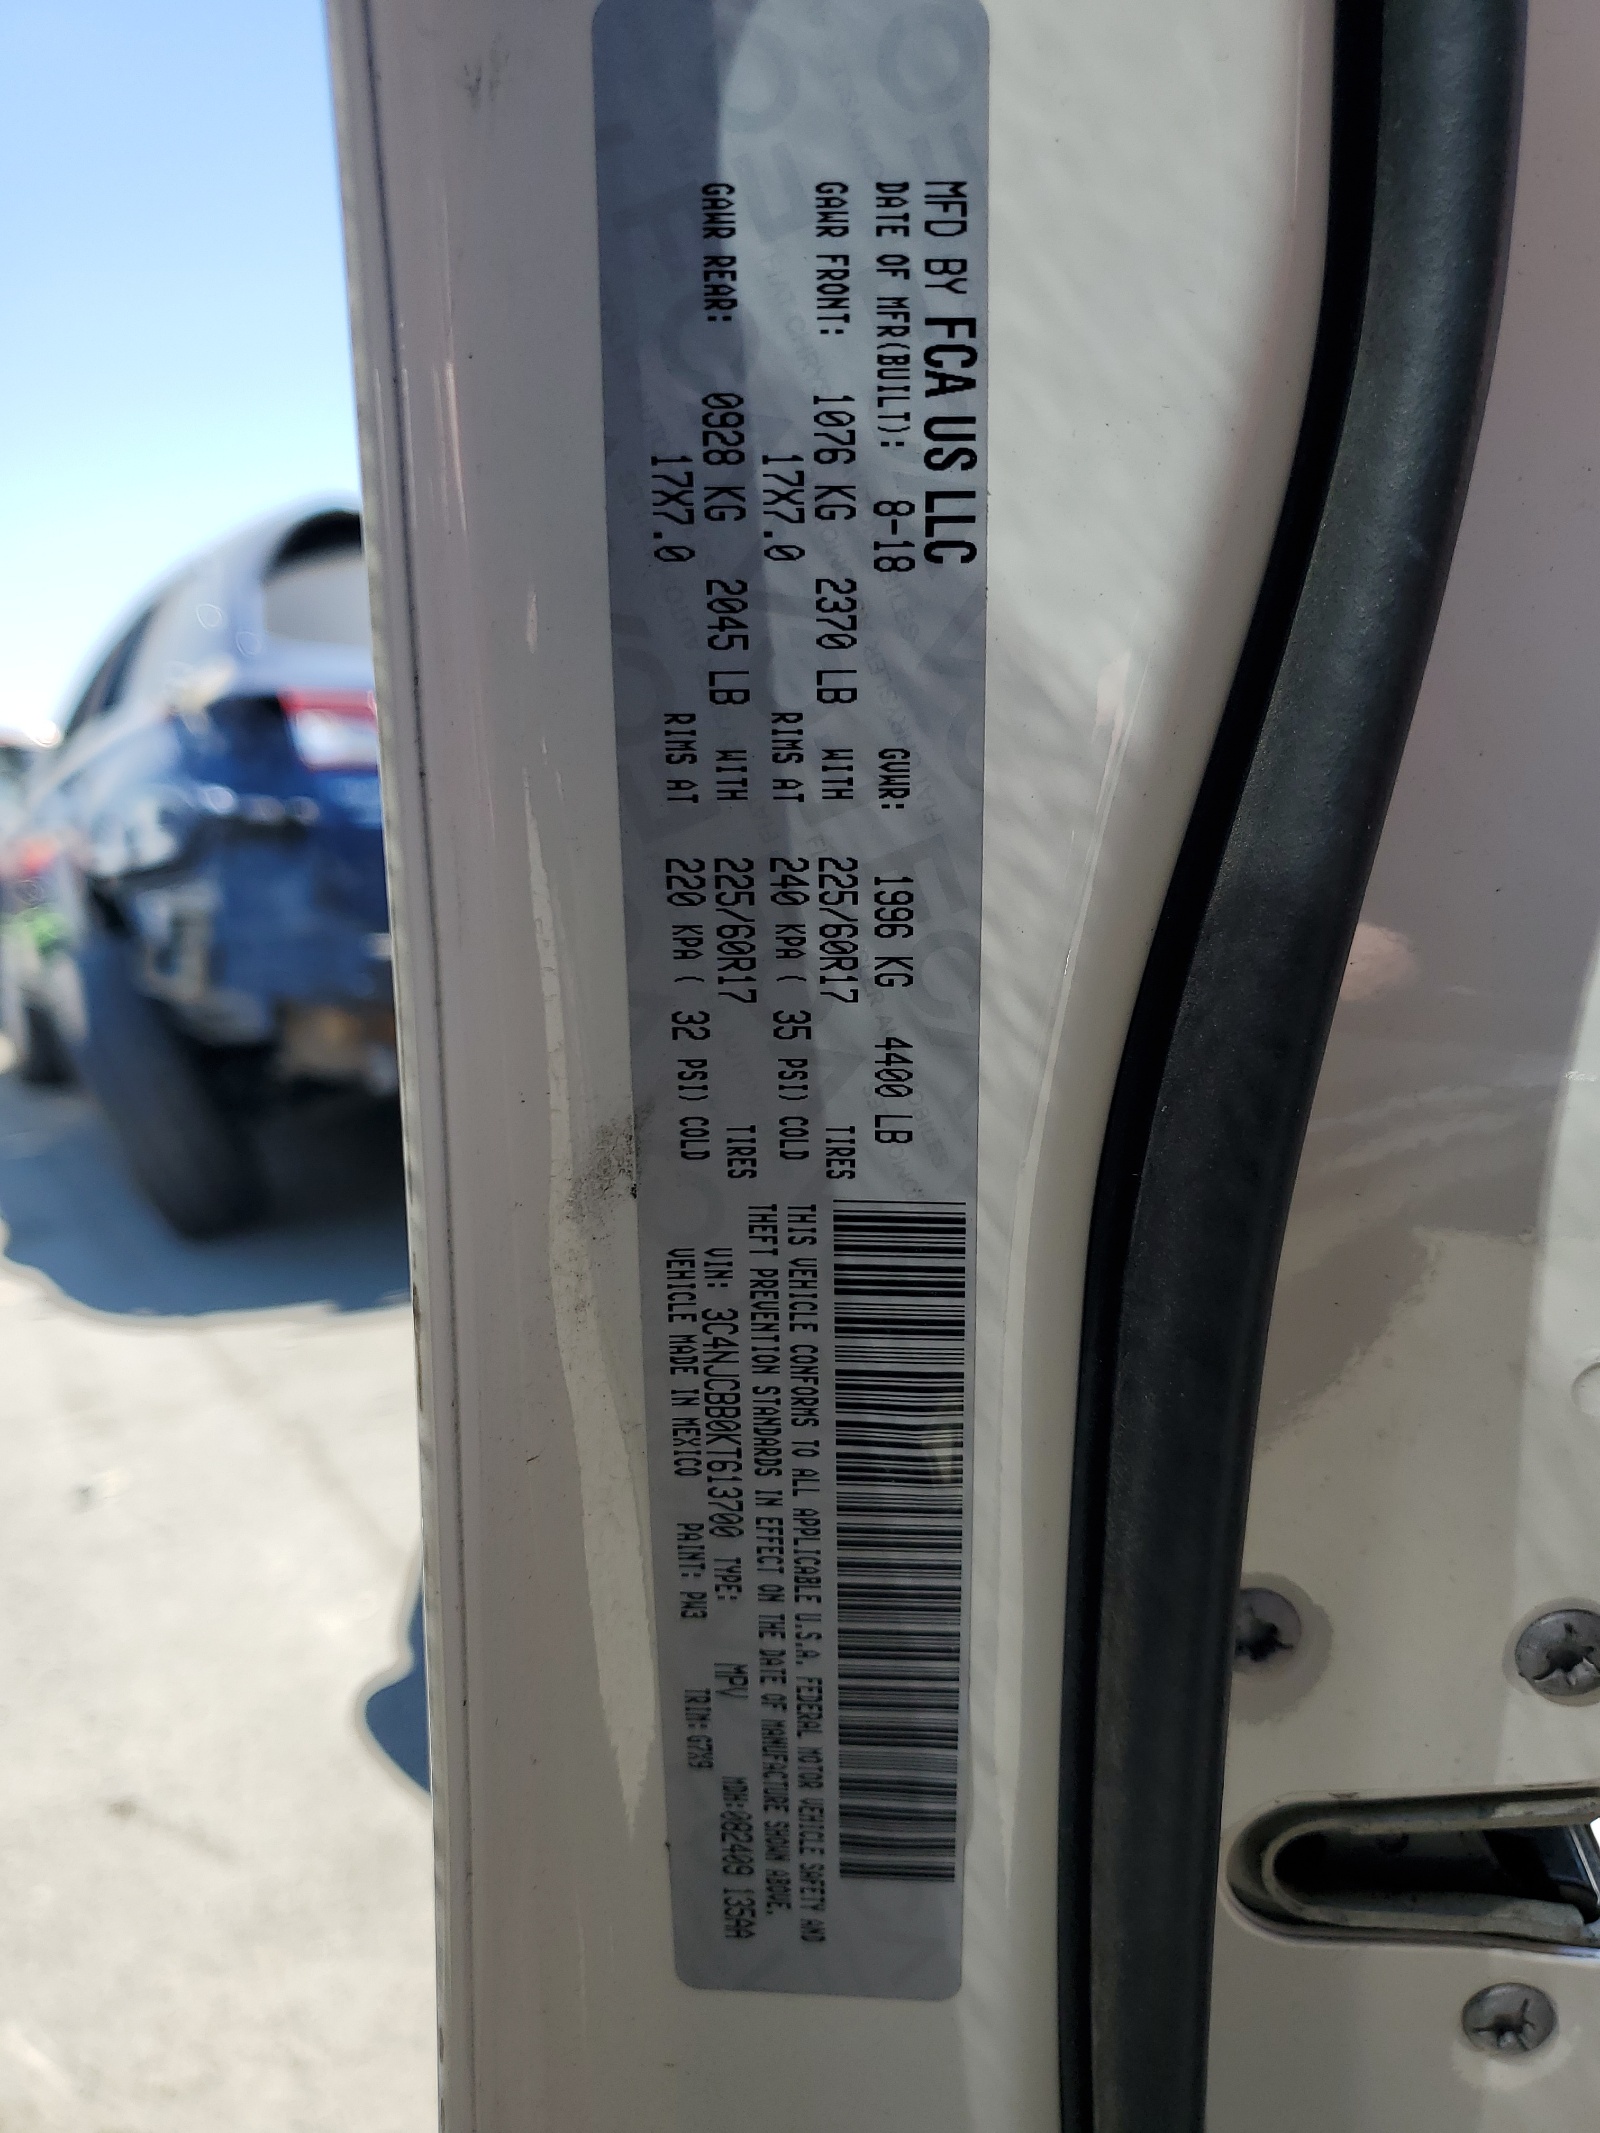 MFD BY FCA US LLC
DATE OF MFR(BUILT): 8-18 GVWR: 1996 KG 4400 LB
GAWR FRONT: 1076 KG 2370 LB WITH 225/60R17 TIRES
17X7.0 RIMS AT 240 KPA ( 35 PSI) COLD
GAWR REAR: 0928 KG 2045 LB WITH 225/60R17 TIRES
17X7.0 RIMS AT 220 KPA ( 32 PSI) COLD
THIS VEHICLE CONFORMS TO ALL APPLICABLE U.S.A. FEDERAL MOTOR VEHICLE SAFETY AND
THEFT PREVENTION STANDARDS IN EFFECT ON THE DATE OF MANUFACTURE SHOWN ABOVE.
VIN: 3C4NJCBB0KT613700 TYPE: MPV MDH:082409 135AA
VEHICLE MADE IN MEXICO PAINT: PW3 TRIM:G7X9